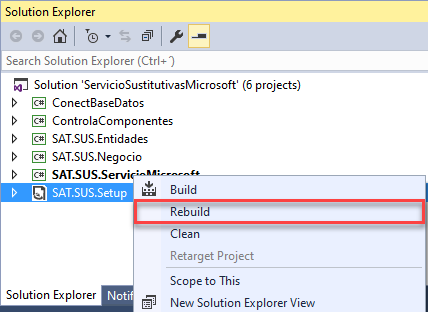 Solution Explorer
Search Solution Explorer (Ctrl+´)
Solution 'ServicioSustitutivasMicrosoft' (6 projects)
C# ConectBaseDatos
C# ControlaComponentes
C# SAT.SUS.Entidades
C# SAT.SUS.Negocio
C# SAT.SUS.ServicioMicrosoft
SAT.SUS.Setup
Build
Rebuild
Clean
Retarget Project
Scope to This
New Solution Explorer View
Solution Explorer